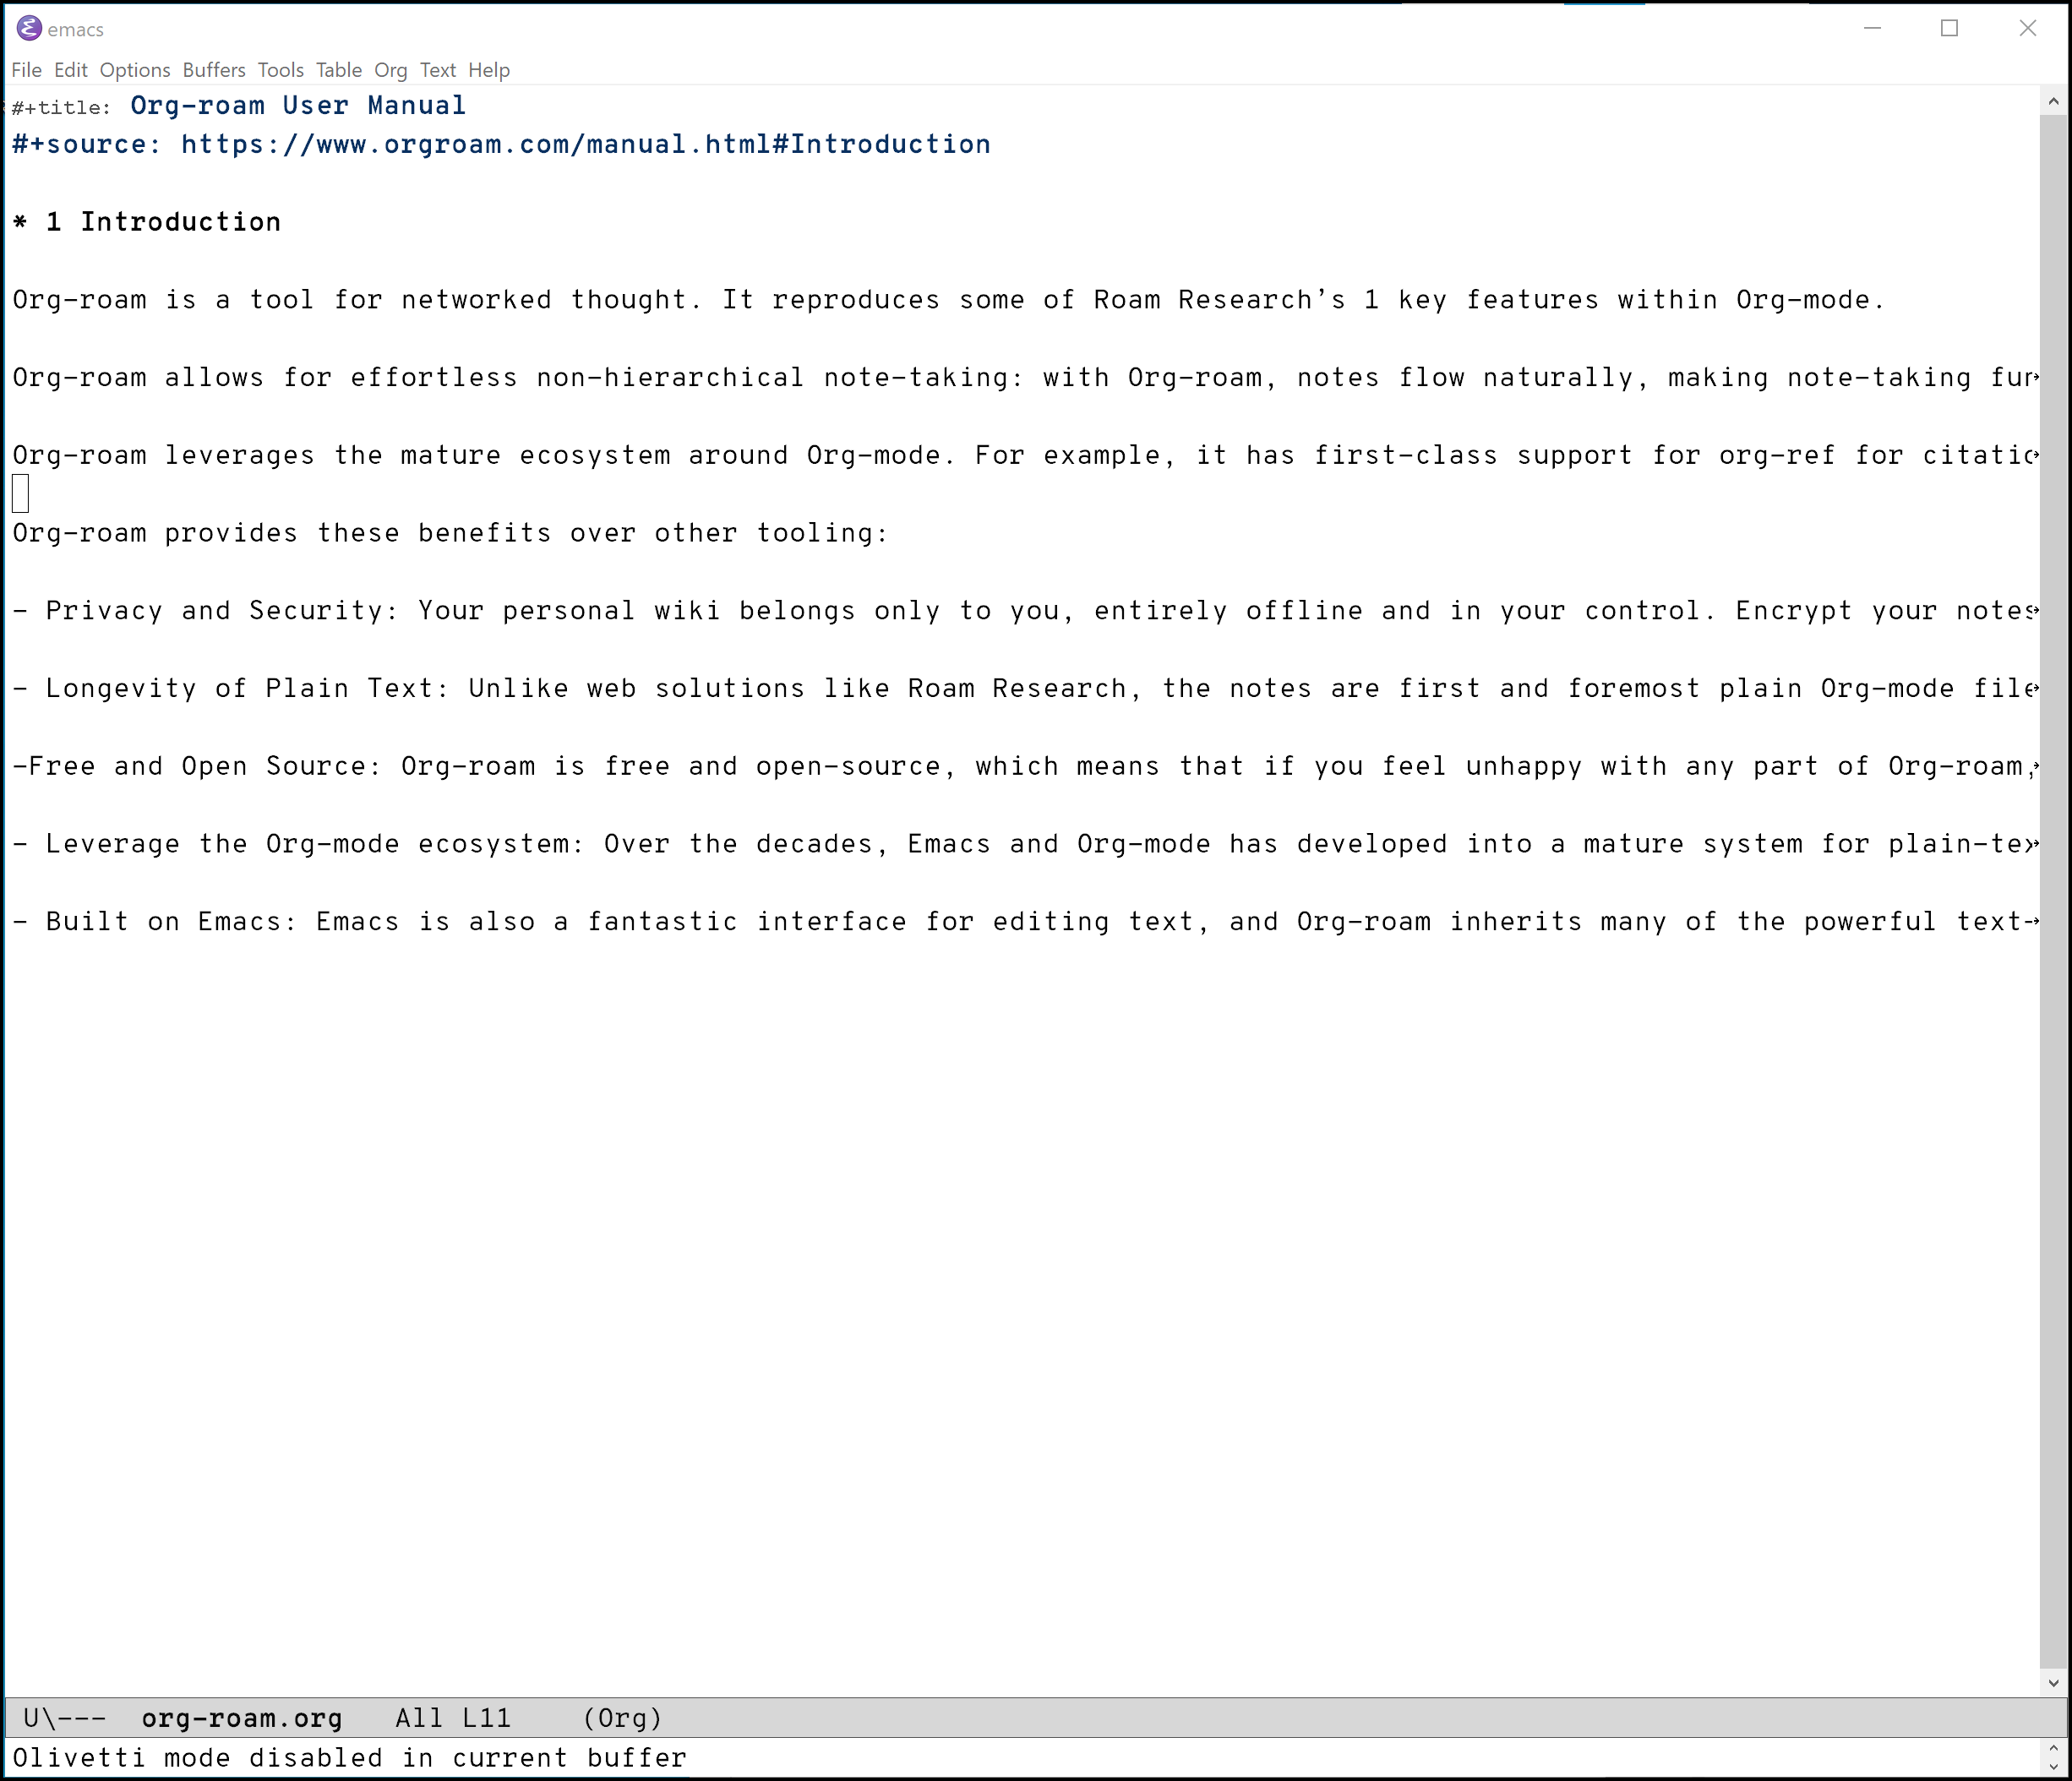 emacs
File Edit Options Buffers Tools Table Org Text Help
#+title: Org-roam User Manual
#+source: https://www.orgroam.com/manual.html#Introduction
* 1 Introduction
Org-roam is a tool for networked thought. It reproduces some of Roam Research’s 1 key features within Org-mode.
Org-roam allows for effortless non-hierarchical note-taking: with Org-roam, notes flow naturally, making note-taking fun
Org-roam leverages the mature ecosystem around Org-mode. For example, it has first-class support for org-ref for citatio
Org-roam provides these benefits over other tooling:
- Privacy and Security: Your personal wiki belongs only to you, entirely offline and in your control. Encrypt your notes
- Longevity of Plain Text: Unlike web solutions like Roam Research, the notes are first and foremost plain Org-mode file
-Free and Open Source: Org-roam is free and open-source, which means that if you feel unhappy with any part of Org-roam,
- Leverage the Org-mode ecosystem: Over the decades, Emacs and Org-mode has developed into a mature system for plain-tex
- Built on Emacs: Emacs is also a fantastic interface for editing text, and Org-roam inherits many of the powerful text-
U\--- org-roam.org All L11 (Org)
Olivetti mode disabled in current buffer